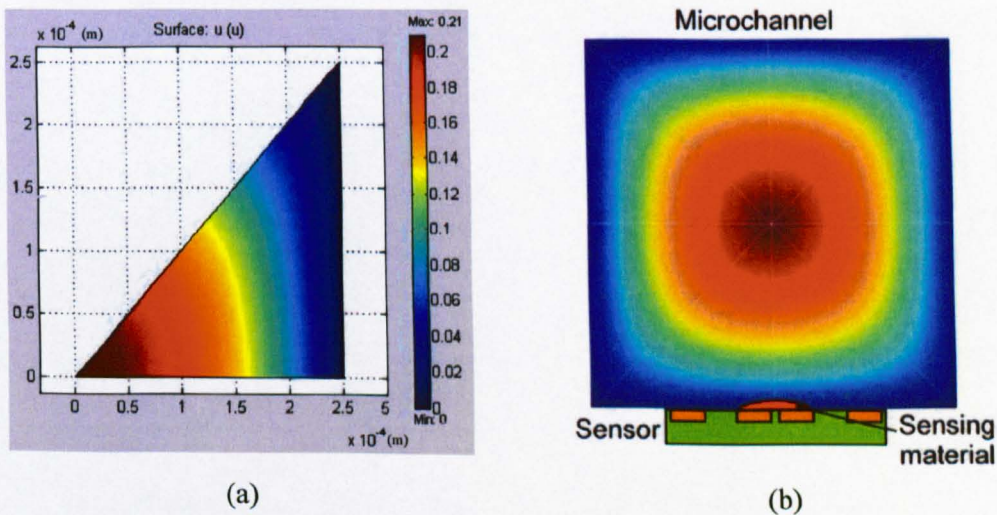 x 10⁻⁴ (m)
Surface: u (u)
Max: 0.21
2.5
2
1.5
1
0.5
0
0
0.5
1
1.5
2
2.5
5
x 10⁻⁴ (m)
0.2
0.18
0.16
0.14
0.12
0.10
0.08
0.06
0.04
0.02
0
Min: 0
(a)
Microchannel
Sensor
Sensing
material
(b)